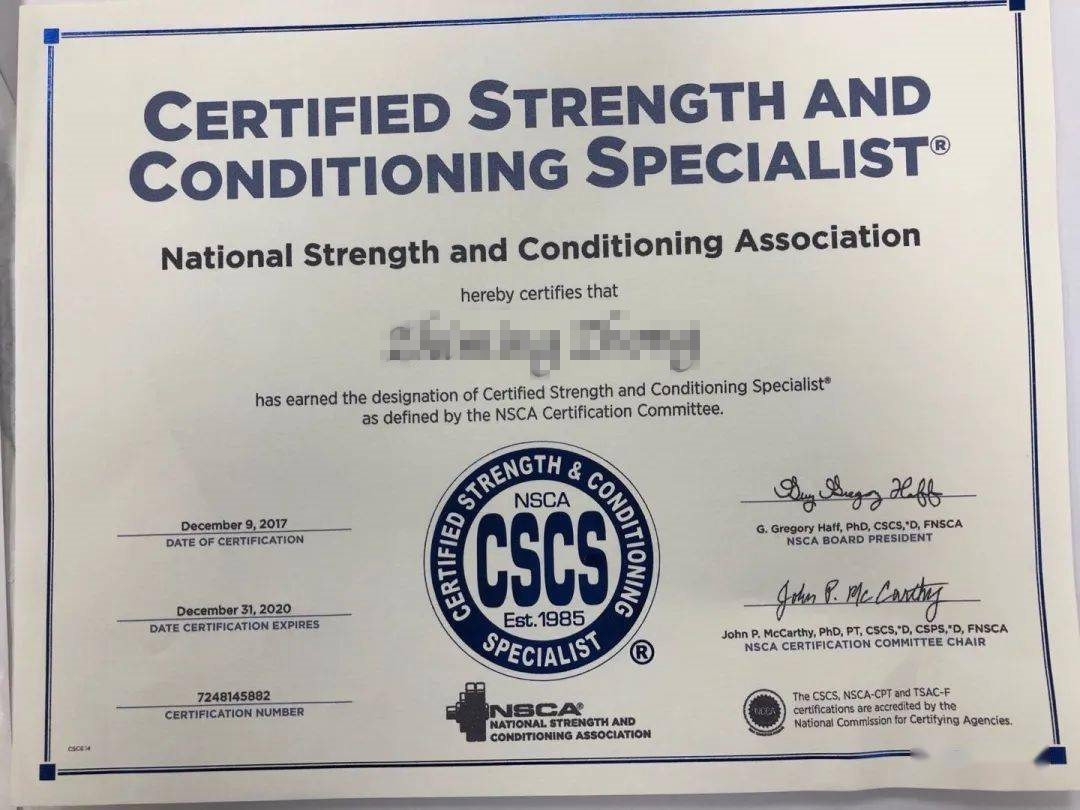 CERTIFIED STRENGTH AND
CONDITIONING SPECIALIST®
National Strength and Conditioning Association
hereby certifies that
has earned the designation of Certified Strength and Conditioning Specialist®
as defined by the NSCA Certification Committee.
December 9, 2017
DATE OF CERTIFICATION
December 31, 2020
DATE CERTIFICATION EXPIRES
7248145882
CERTIFICATION NUMBER
CERTIFIED STRENGTH & CONDITIONING
NSCA
CSCS
Est. 1985
SPECIALIST
®
NSCA®
NATIONAL STRENGTH AND
CONDITIONING ASSOCIATION
G. Gregory Haff, PhD, CSCS,*D, FNSCA
NSCA BOARD PRESIDENT
John P. McCarthy
John P. McCarthy, PhD, PT, CSCS,*D, CSPS,*D, FNSCA
NSCA CERTIFICATION COMMITTEE CHAIR
NCCA
The CSCS, NSCA-CPT and TSAC-F
certifications are accredited by the
National Commission for Certifying Agencies.